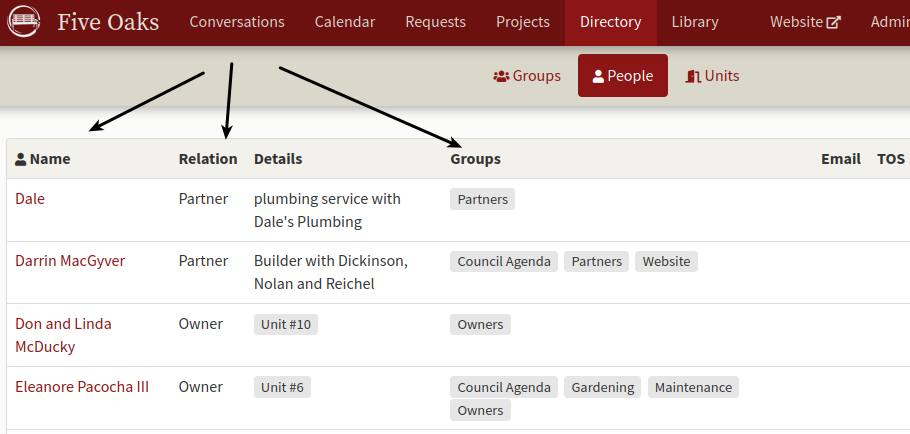 Five Oaks Conversations Calendar Requests Projects Directory Library Website
Groups People Units
Name Relation Details Groups Email TOS
Dale Partner plumbing service with Dale's Plumbing Partners
Darrin MacGyver Partner Builder with Dickinson, Nolan and Reichel Council Agenda Partners Website
Don and Linda McDucky Owner Unit #10 Owners
Eleanore Pacocha III Owner Unit #6 Council Agenda Gardening Maintenance Owners